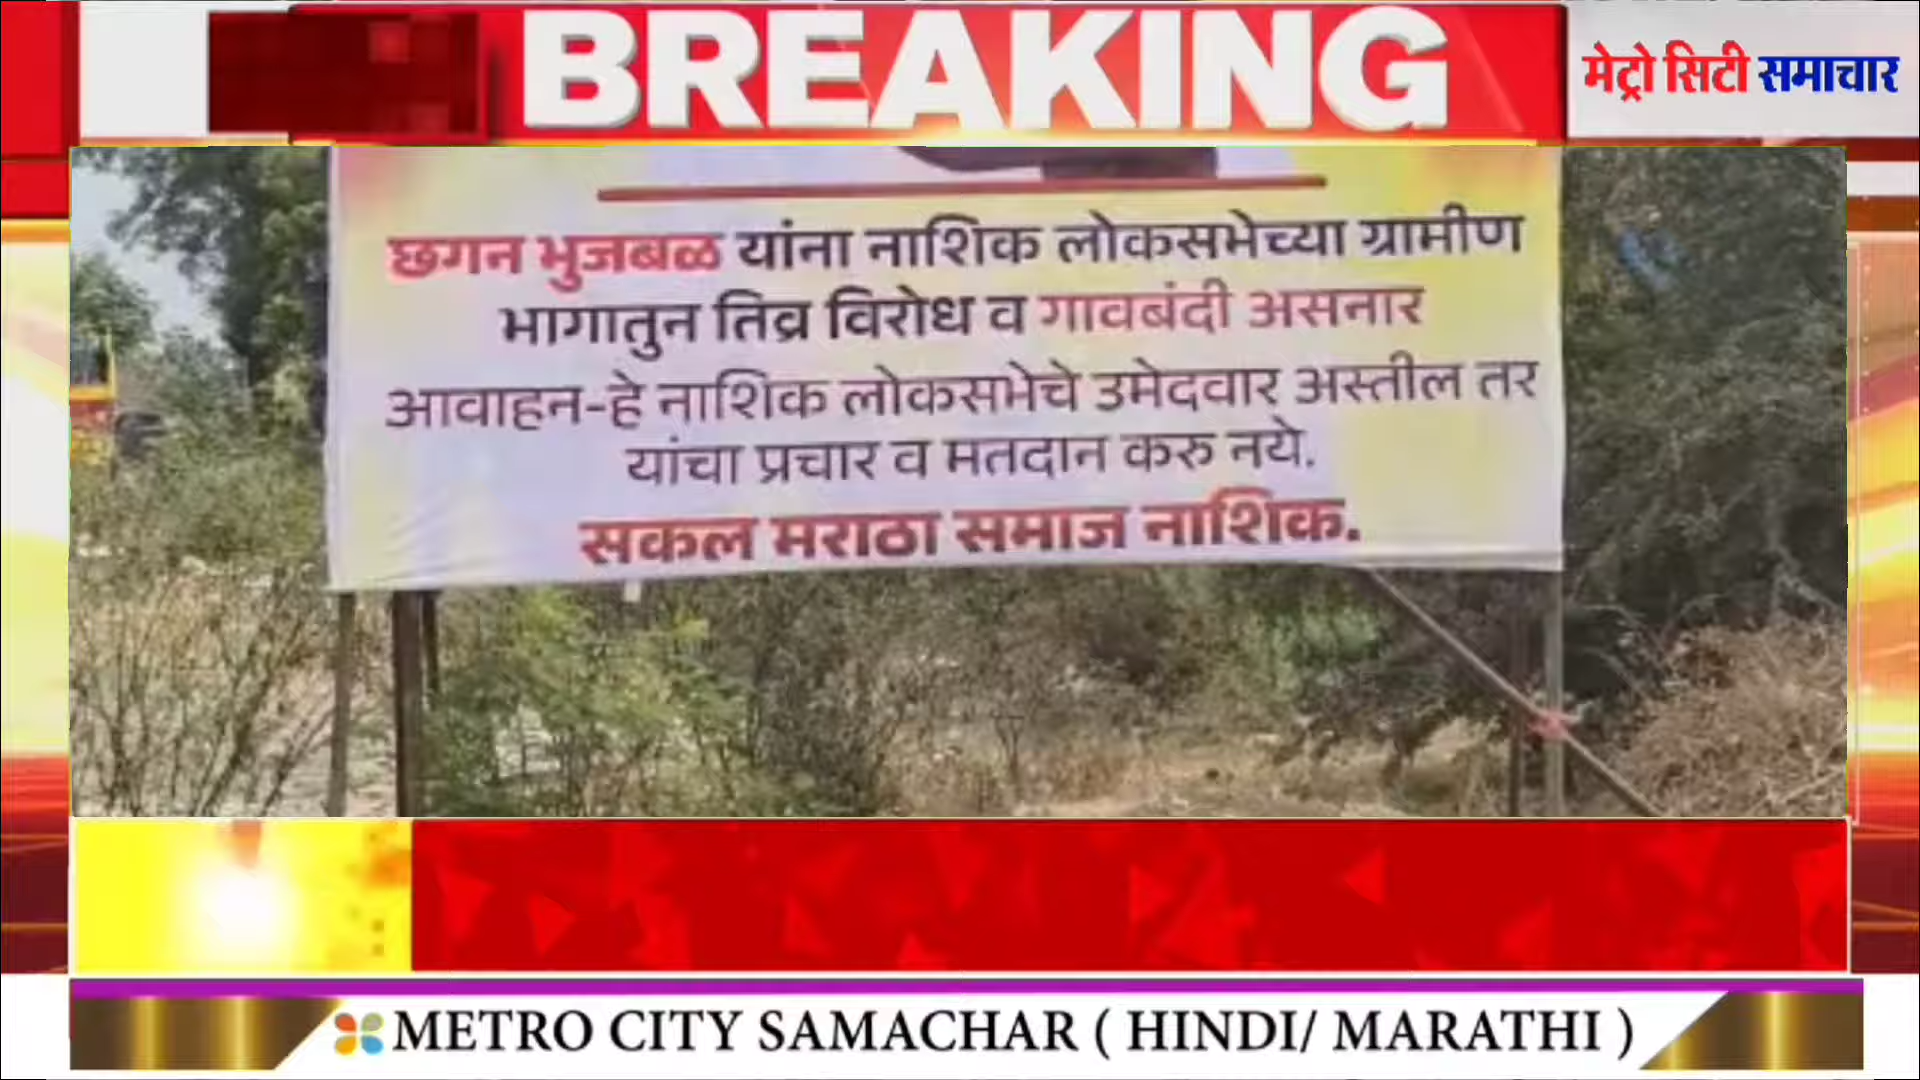 BREAKING
मेट्रो सिटी समाचार
छगन भुजबळ यांना नाशिक लोकसभेच्या ग्रामीण
भागातुन तिव्र विरोध व गावबंदी असनार
आवाहन-हे नाशिक लोकसभेचे उमेदवार अस्तील तर
यांचा प्रचार व मतदान करु नये.
सकल मराठा समाज नाशिक.
METRO CITY SAMACHAR ( HINDI/ MARATHI )